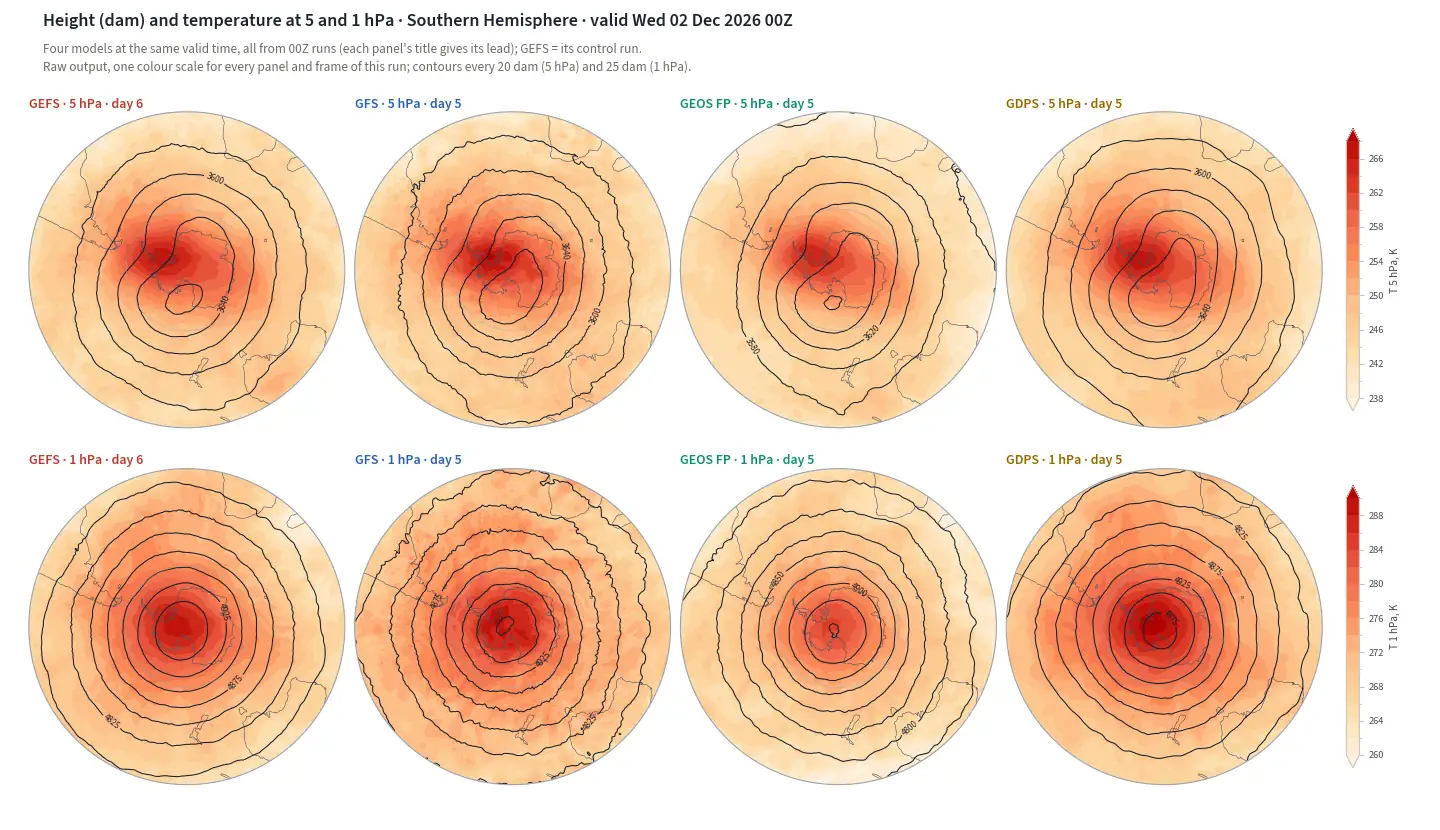 Height (dam) and temperature at 5 and 1 hPa · Southern Hemisphere · valid Wed 02 Dec 2026 00Z
Four models at the same valid time, all from 00Z runs (each panel's title gives its lead); GEFS = its control run.
Raw output, one colour scale for every panel and frame of this run; contours every 20 dam (5 hPa) and 25 dam (1 hPa).
GEFS · 5 hPa · day 6
GFS · 5 hPa · day 5
GEOS FP · 5 hPa · day 5
GDPS · 5 hPa · day 5
3600
3640
3640
3600
3580
3620
3600
3640
266
262
258
254
250
246
242
238
T 5 hPa, K
GEFS · 1 hPa · day 6
GFS · 1 hPa · day 5
GEOS FP · 1 hPa · day 5
GDPS · 1 hPa · day 5
4925
4875
4825
4875
4925
4825
4850
4900
4800
4825
4875
4925
288
284
280
276
272
268
264
260
T 1 hPa, K